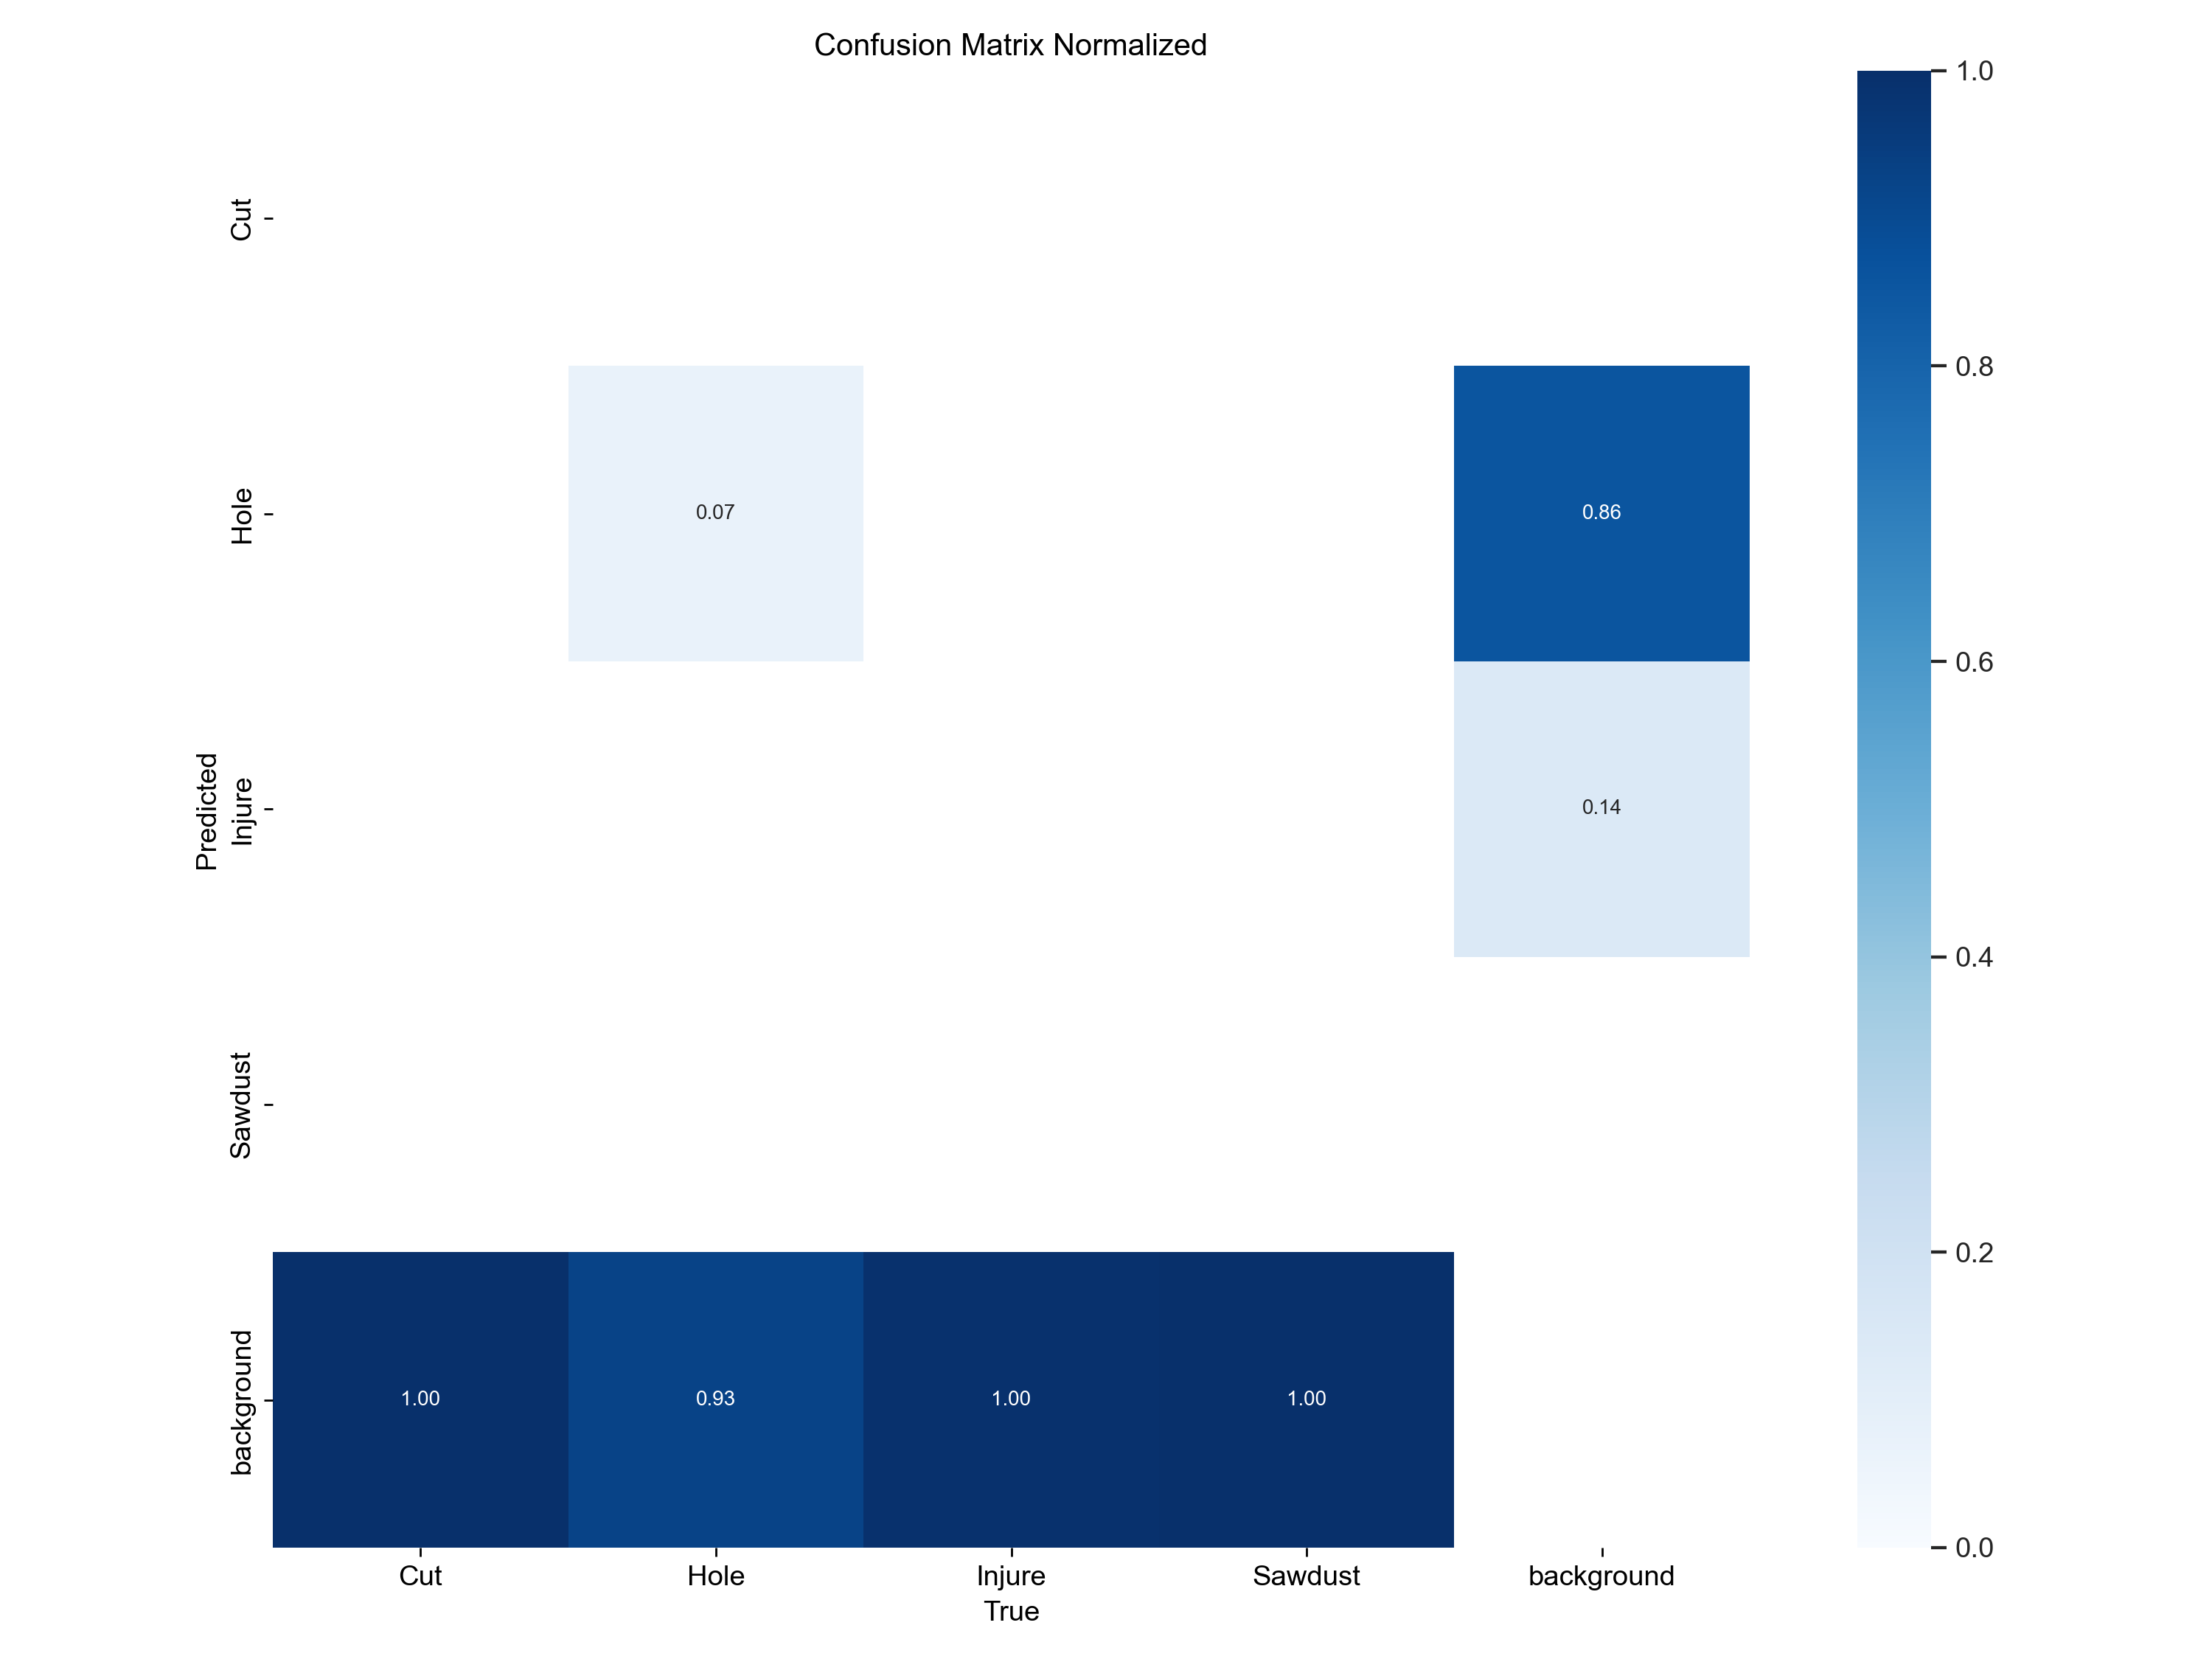 Confusion Matrix Normalized
1.0
Cut
0.8
Hole
0.07
0.86
0.6
Predicted
Injure
0.14
0.4
Sawdust
0.2
background
1.00
0.93
1.00
1.00
0.0
Cut
Hole
Injure
Sawdust
background
True